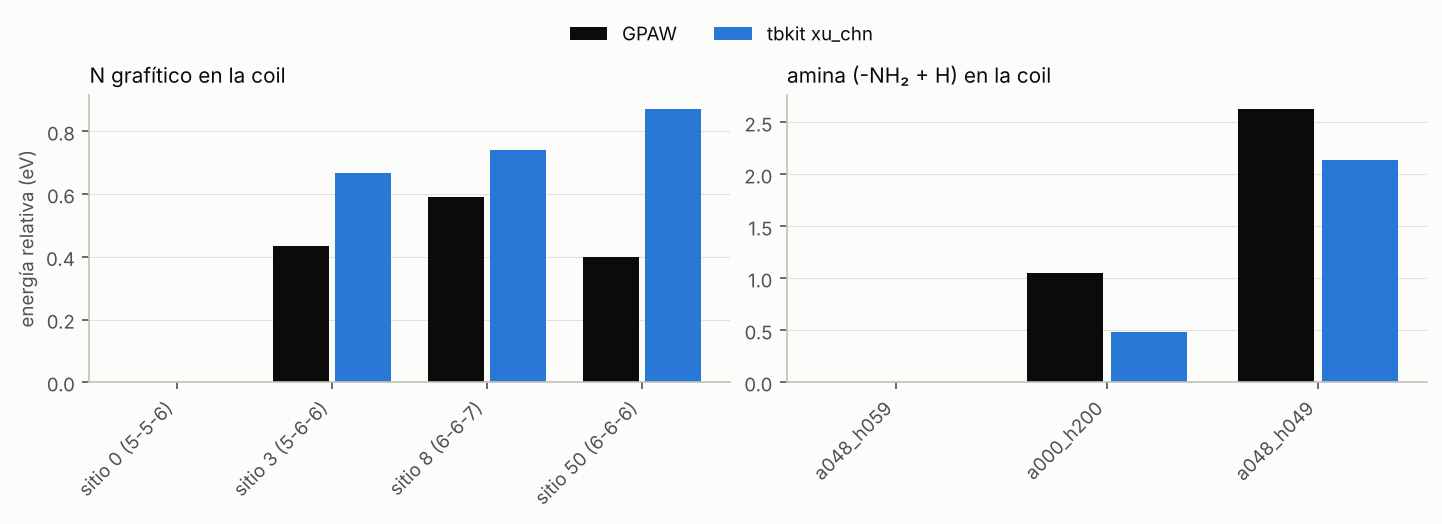 GPAW tbkit xu_chn
N grafítico en la coil
energía relativa (eV)
0.8
0.6
0.4
0.2
0.0
sitio 0 (5-5-6)
sitio 3 (5-6-6)
sitio 8 (6-6-7)
sitio 50 (6-6-6)
amina (-NH₂ + H) en la coil
2.5
2.0
1.5
1.0
0.5
0.0
a048_h059
a000_h200
a048_h049